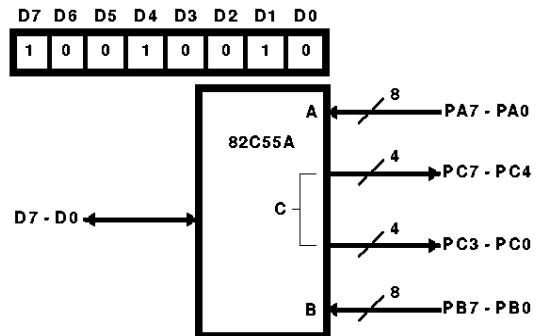 D7 D6 D5 D4 D3 D2 D1 D0
1 0 0 1 0 0 1 0
8
A PA7 - PA0
82C55A
4
PC7 - PC4
C
D7 - D0
4
PC3 - PC0
8
B PB7 - PB0